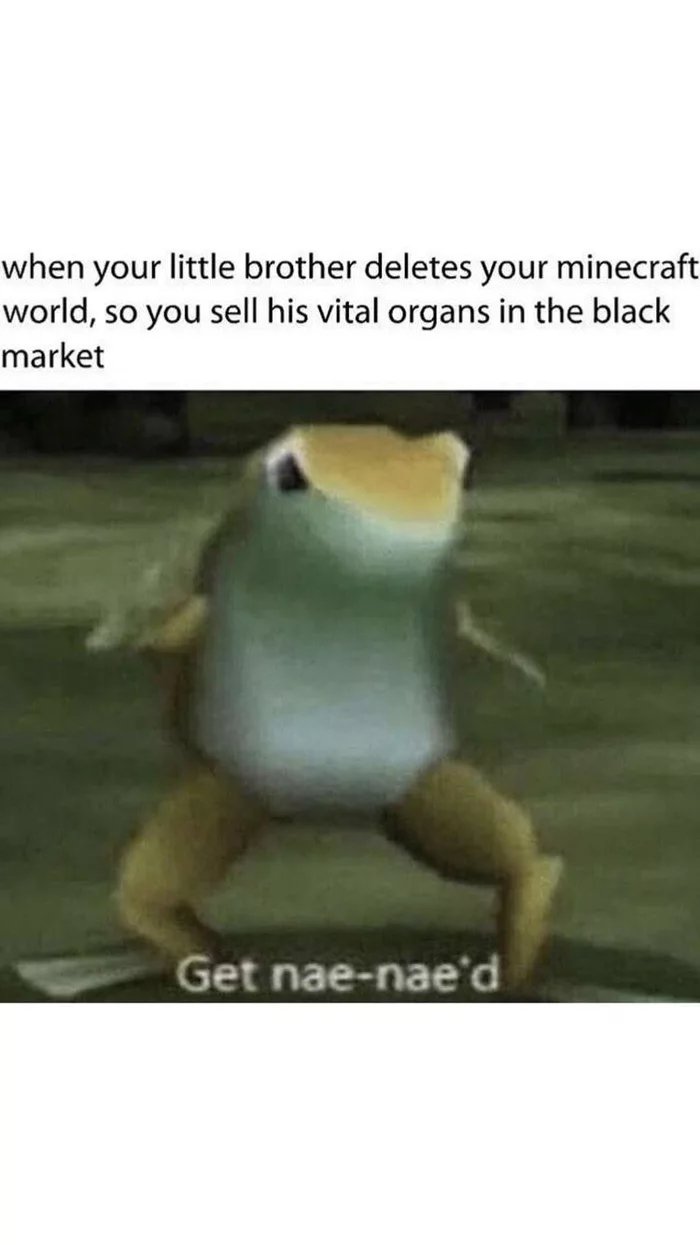 when your little brother deletes your minecraft
world, so you sell his vital organs in the black
market
Get nae-nae'd